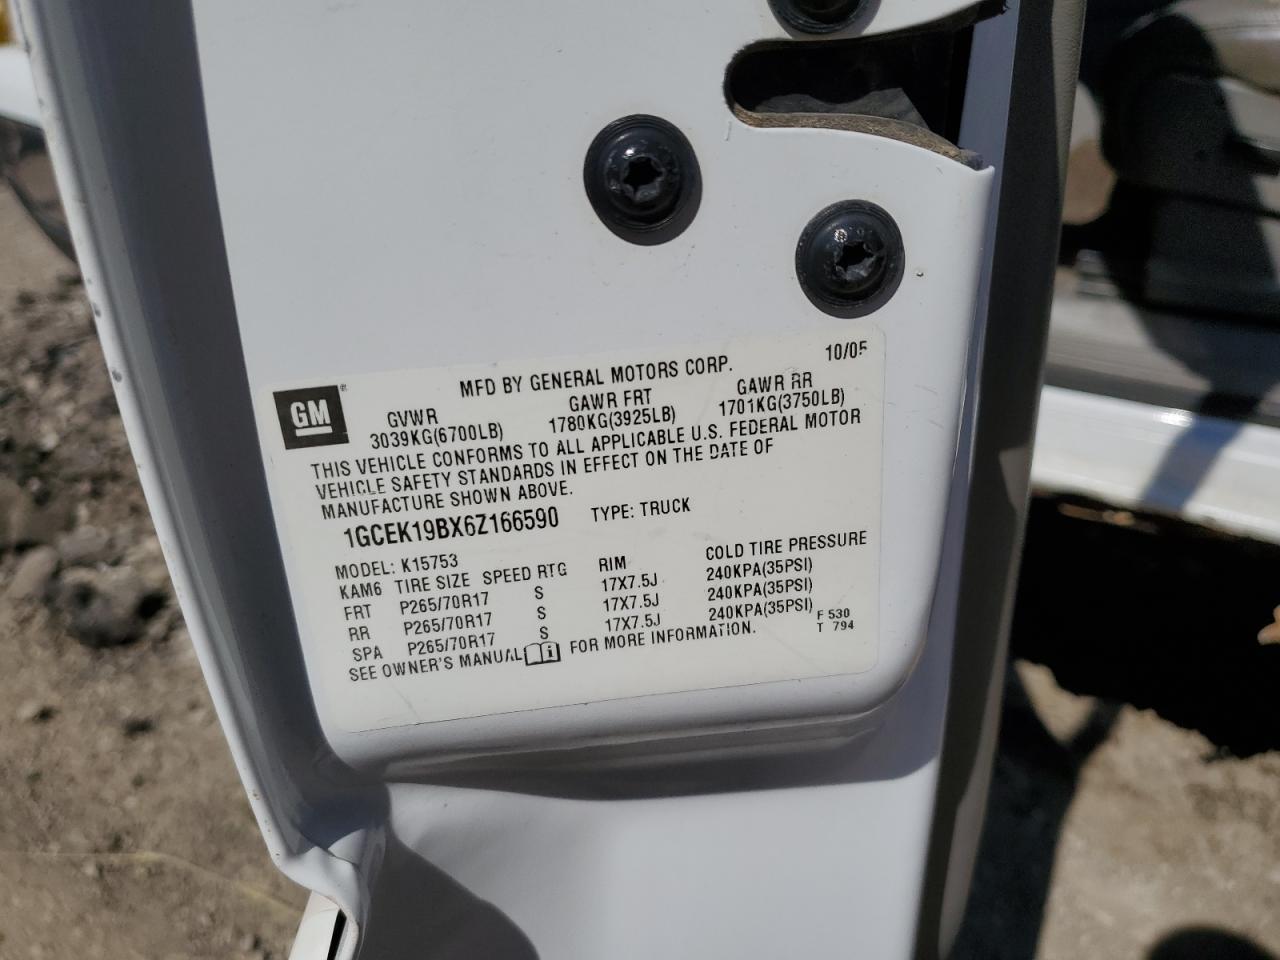 10/05
MFD BY GENERAL MOTORS CORP.
GM ®
GVWR GAWR FRT GAWR RR
3039KG(6700LB) 1780KG(3925LB) 1701KG(3750LB)
THIS VEHICLE CONFORMS TO ALL APPLICABLE U.S. FEDERAL MOTOR
VEHICLE SAFETY STANDARDS IN EFFECT ON THE DATE OF
MANUFACTURE SHOWN ABOVE.
1GCEK19BX6Z166590 TYPE: TRUCK
MODEL: K15753
KAM6 TIRE SIZE SPEED RTG RIM COLD TIRE PRESSURE
FRT P265/70R17 S 17X7.5J 240KPA(35PSI)
RR P265/70R17 S 17X7.5J 240KPA(35PSI)
SPA P265/70R17 S 17X7.5J 240KPA(35PSI)
SEE OWNER'S MANUAL FOR MORE INFORMATION.
F 530
T 794